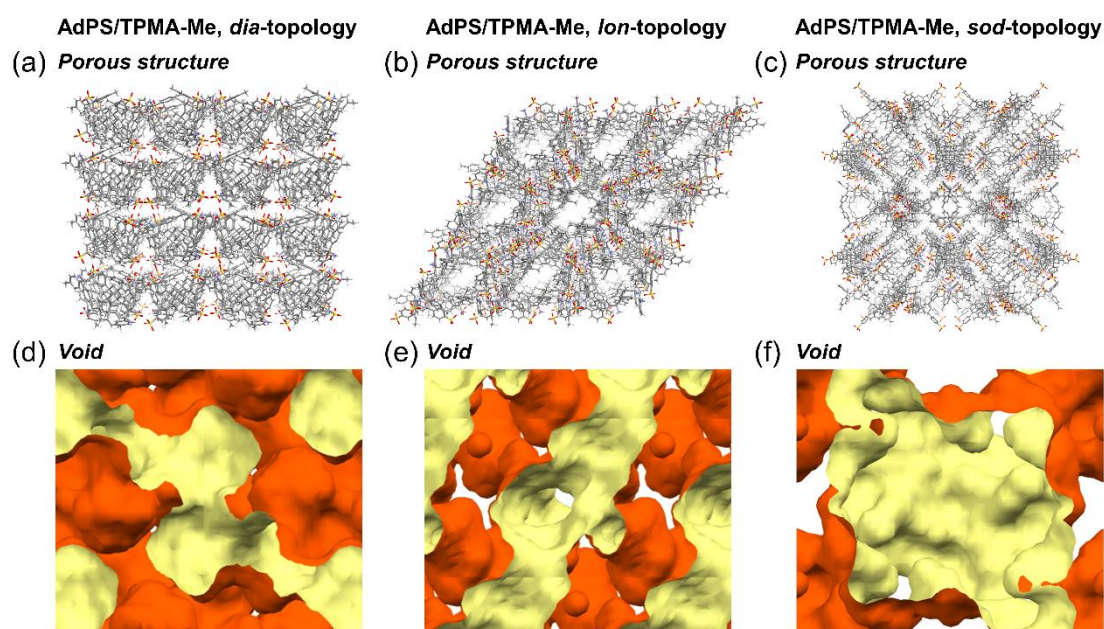 AdPS/TPMA-Me, dia-topology
AdPS/TPMA-Me, lon-topology
AdPS/TPMA-Me, sod-topology
(a) Porous structure
(b) Porous structure
(c) Porous structure
(d) Void
(e) Void
(f) Void